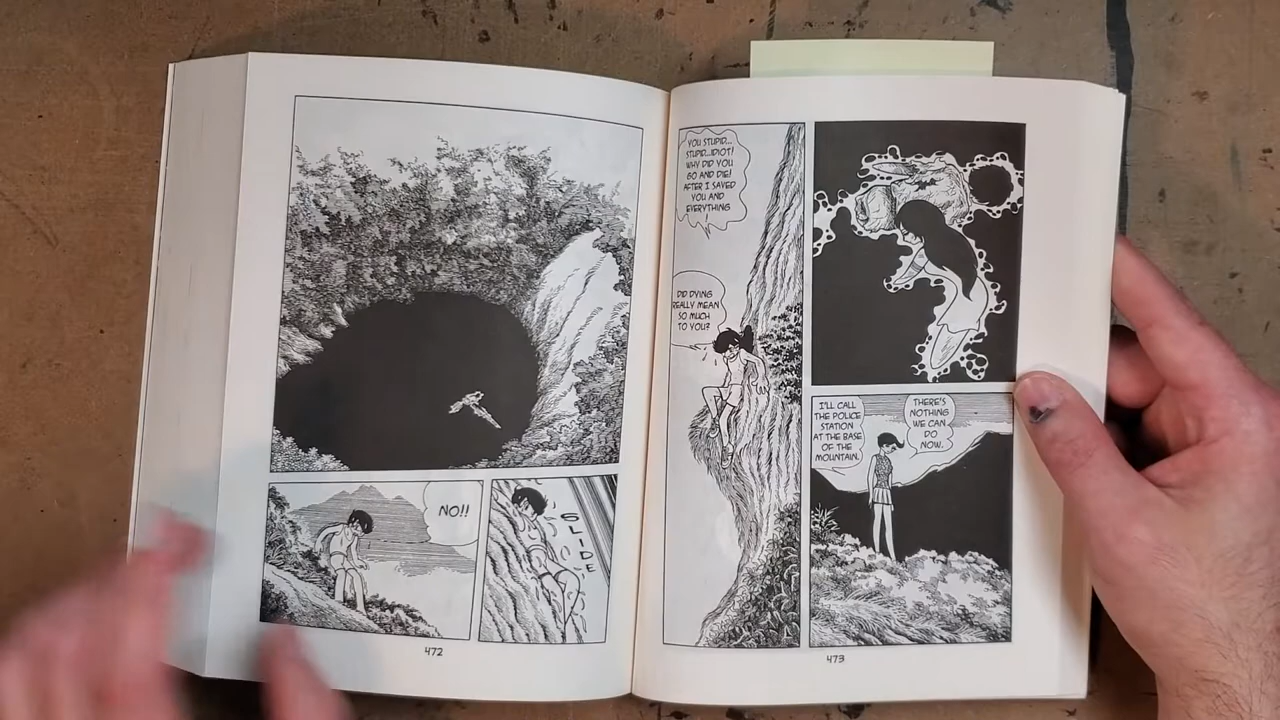 NO!!
SLIDE
472
YOU STUPID...
STUPID...IDIOT!
WHY DID YOU
GO AND DIE!
AFTER I SAVED
YOU AND
EVERYTHING
DID DYING
REALLY MEAN
SO MUCH
TO YOU?
I'LL CALL
THE POLICE
STATION
AT THE BASE
OF THE
MOUNTAIN.
THERE'S
NOTHING
WE CAN
DO
NOW.
473